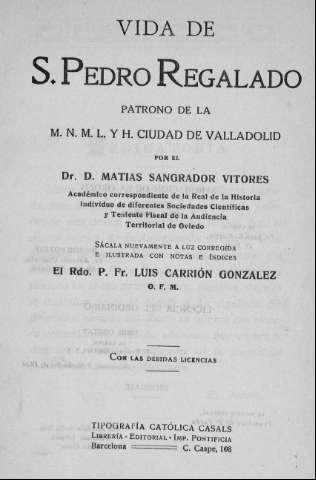 VIDA DE
S. PEDRO REGALADO
PATRONO DE LA
M. N. M. L. Y H. CIUDAD DE VALLADOLID
POR EL
Dr. D. MATIAS SANGRADOR VITORES
Académico correspondiente de la Real de la Historia
individuo de diferentes Sociedades Científicas
y Teniente Fiscal de la Audiencia
Territorial de Oviedo
SÁCALA NUEVAMENTE A LUZ CORREGIDA
E ILUSTRADA CON NOTAS E ÍNDICES
El Rdo. P. Fr. LUIS CARRIÓN GONZALEZ
O. F. M.
CON LAS DEBIDAS LICENCIAS
TIPOGRAFÍA CATÓLICA CASALS
LIBRERÍA - EDITORIAL - IMP. PONTIFICIA
Barcelona C. Caspe, 108